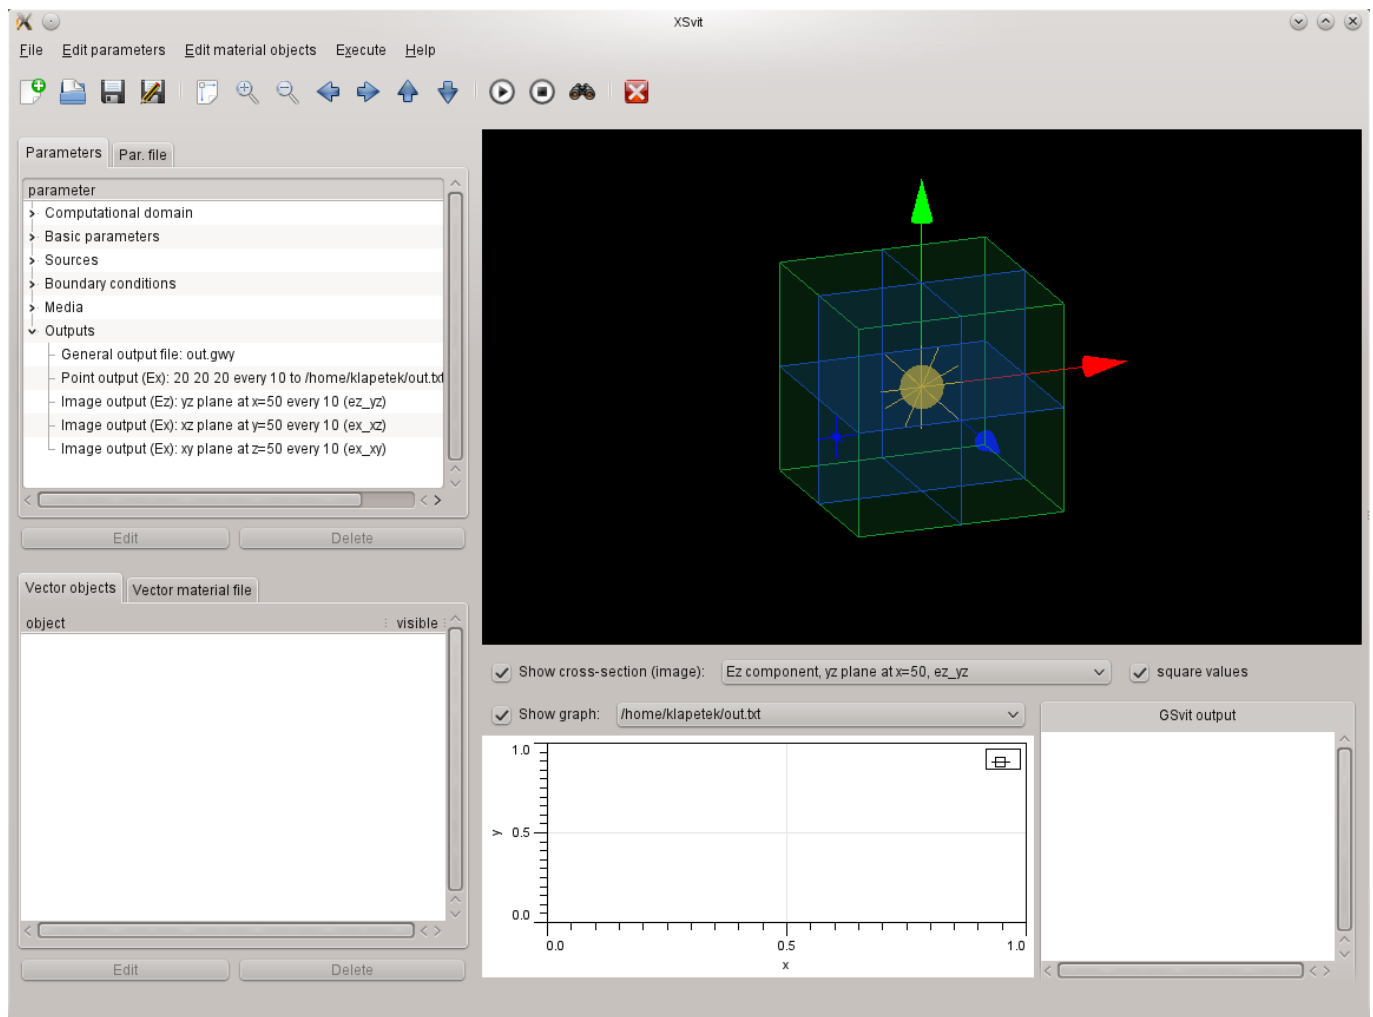 XSvit
File Edit parameters Edit material objects Execute Help
Parameters Par. file
parameter
Computational domain
Basic parameters
Sources
Boundary conditions
Media
Outputs
General output file: out.gwy
Point output (Ex): 20 20 20 every 10 to /home/klapetek/out.txt
Image output (Ez): yz plane at x=50 every 10 (ez_yz)
Image output (Ex): xz plane at y=50 every 10 (ex_xz)
Image output (Ex): xy plane at z=50 every 10 (ex_xy)
Edit Delete
Vector objects Vector material file
object visible
Edit Delete
Show cross-section (image): Ez component, yz plane at x=50, ez_yz square values
Show graph: /home/klapetek/out.txt
GSvit output
1.0
0.5
0.0
y
0.0 0.5 1.0
x